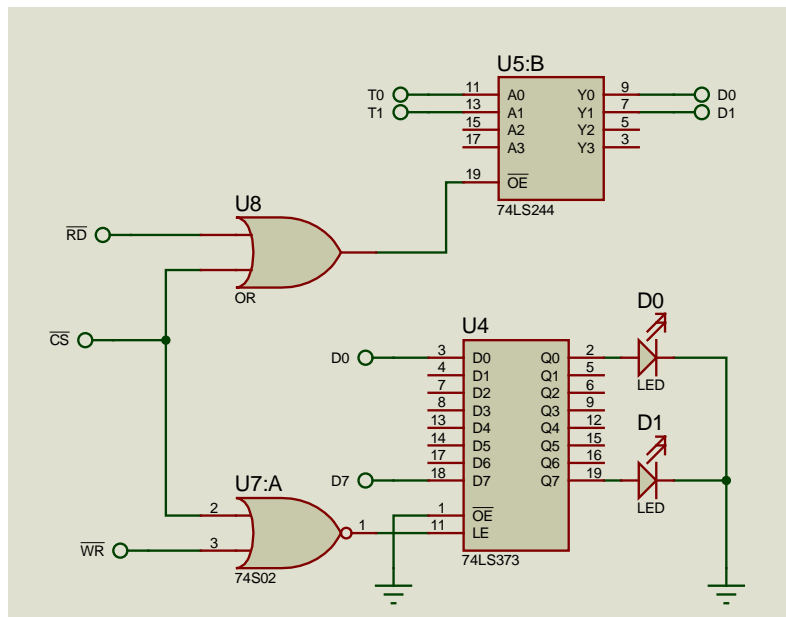 U5:B
T0 11 A0 Y0 9 D0
T1 13 A1 Y1 7 D1
15 A2 Y2 5
17 A3 Y3 3
19 OE
74LS244
U8
RD
OR
CS
U4
D0
D0 3 D0 Q0 2
LED
4 D1 Q1 5
7 D2 Q2 6
8 D3 Q3 9
13 D4 Q4 12
D1
14 D5 Q5 15
17 D6 Q6 16
D7 18 D7 Q7 19
LED
U7:A
2
1 OE
1 11 LE
WR 3
74S02
74LS373